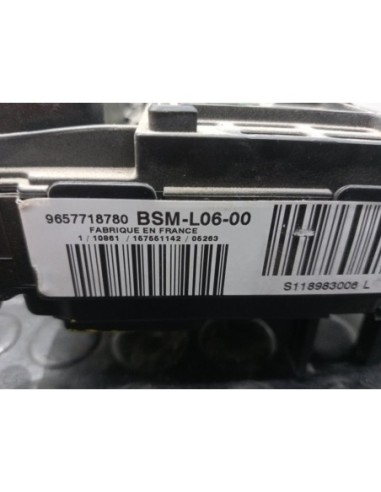 9657718780 BSM-L06-00
FABRIQUE EN FRANCE
1 / 10861 / 157551142 / 05263
S118983006 L